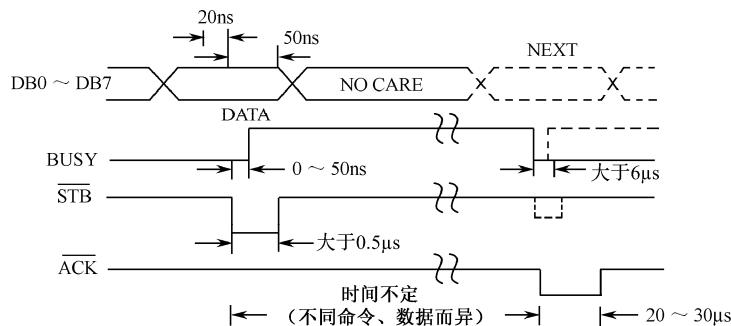 20ns
50ns
NEXT
DB0 ~ DB7
NO CARE
DATA
BUSY
0 ~ 50ns
大于6μs
STB
大于0.5μs
ACK
时间不定
(不同命令、数据而异)
20 ~ 30μs